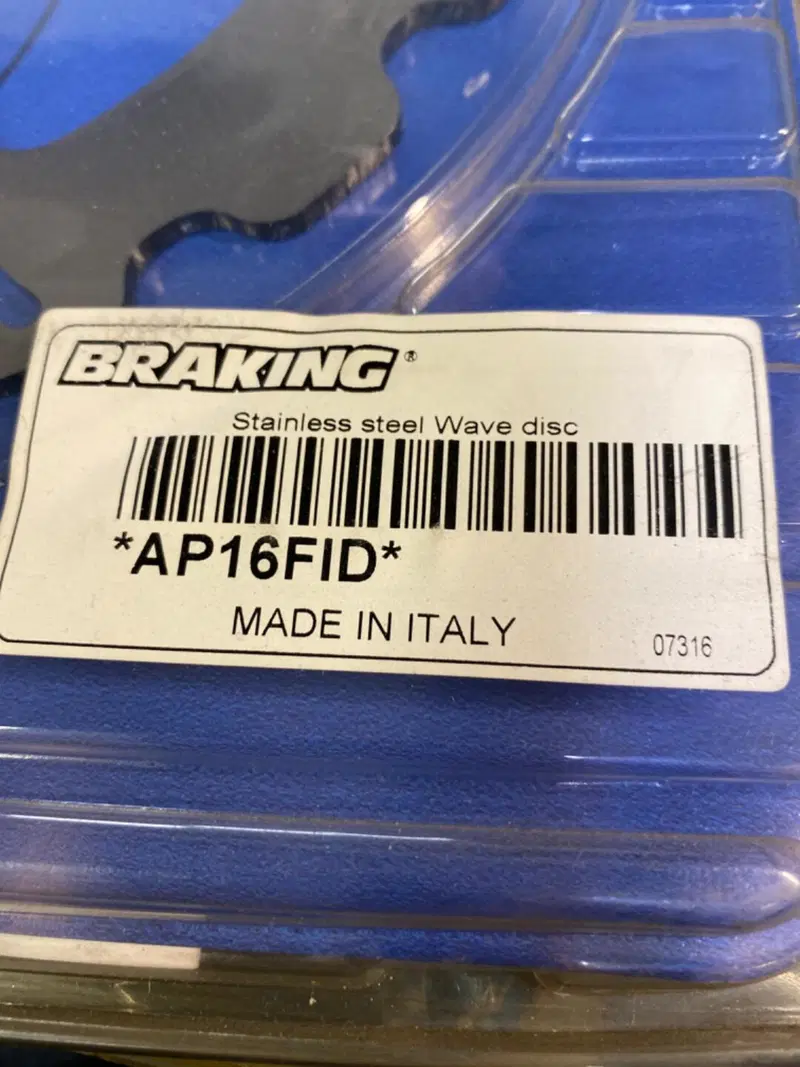 BRAKING®
Stainless steel Wave disc
*AP16FID*
MADE IN ITALY
07316